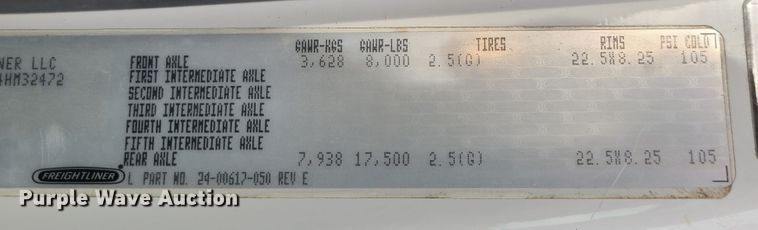 GAWR-KGS GAWR-LBS TIRES RIMS PSI COLD
NER LLC FRONT AXLE 3,628 8,000 2.5(G) 22.5X8.25 105
4HM32472 FIRST INTERMEDIATE AXLE
SECOND INTERMEDIATE AXLE
THIRD INTERMEDIATE AXLE
FOURTH INTERMEDIATE AXLE
FIFTH INTERMEDIATE AXLE
REAR AXLE 7,938 17,500 2.5(G) 22.5X8.25 105
FREIGHTLINER L PART NO. 24-00617-050 REV E
Purple Wave Auction